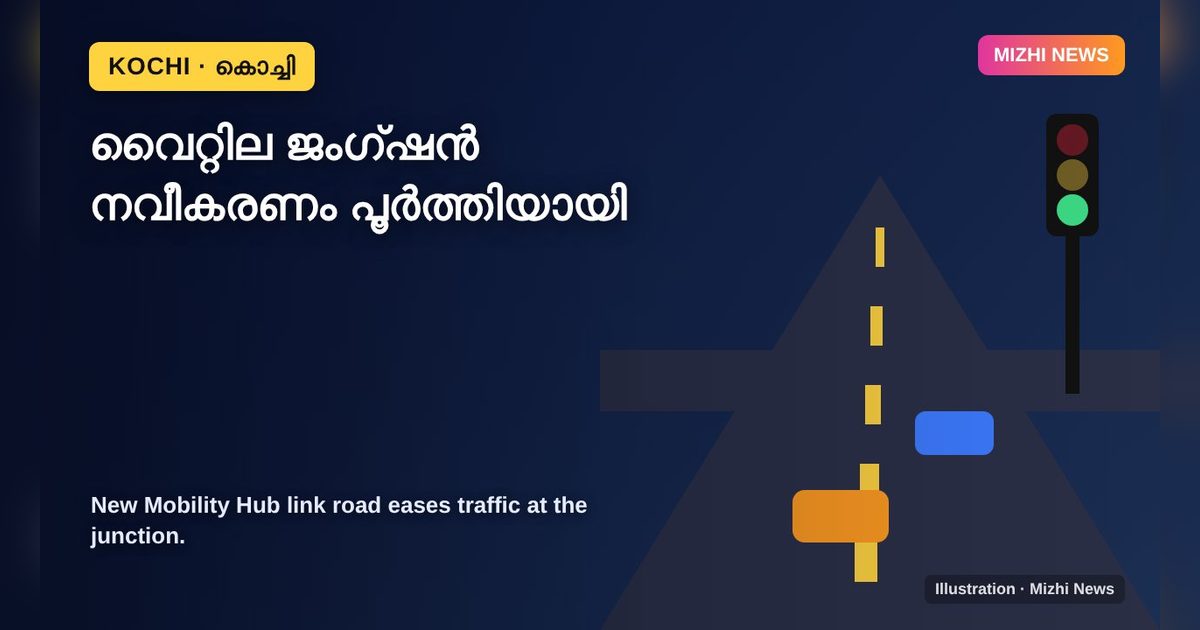 KOCHI · കൊച്ചി
MIZHI NEWS
വൈറ്റില ജംഗ്ഷൻ
നവീകരണം പൂർത്തിയായി
New Mobility Hub link road eases traffic at the
junction.
Illustration · Mizhi News